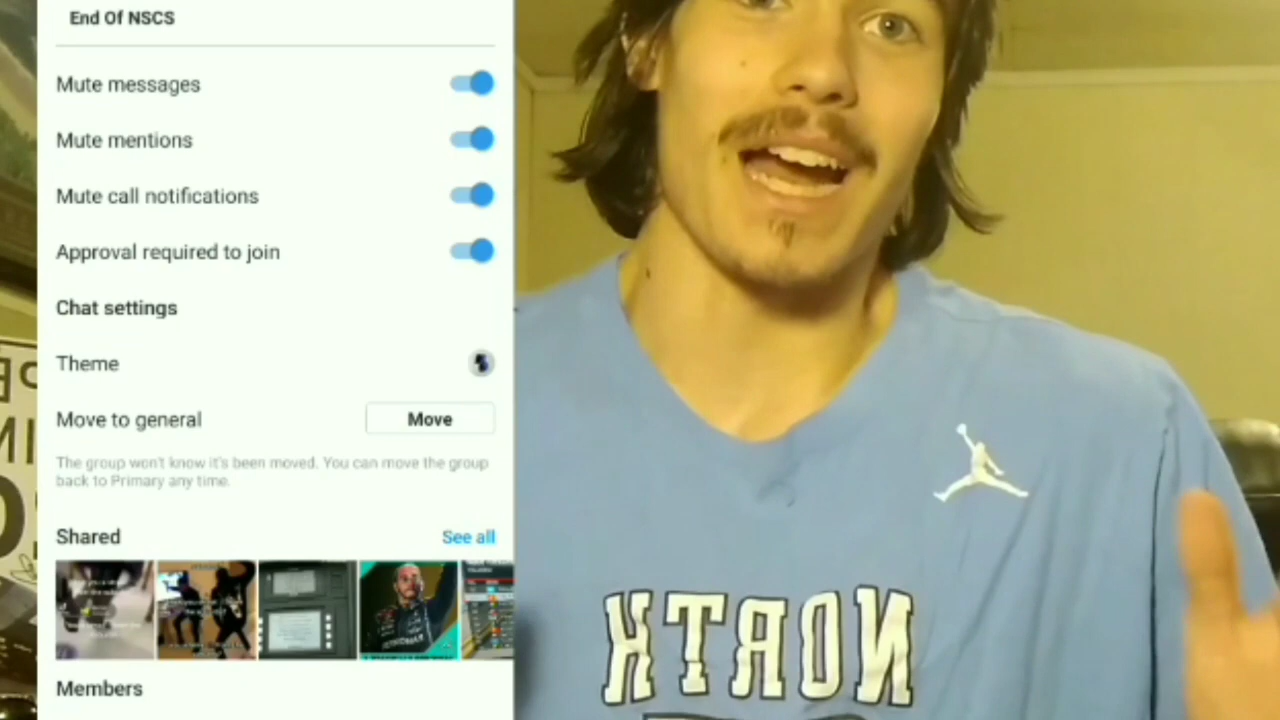 End Of NSCS
Mute messages
Mute mentions
Mute call notifications
Approval required to join
Chat settings
Theme
Move to general
Move
The group won't know it's been moved. You can move the group
back to Primary any time.
Shared
See all
Members
NORTH